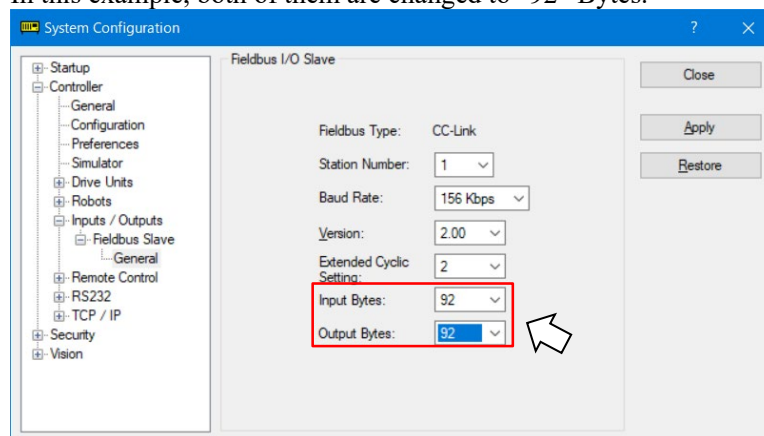 In this example, both of them are changed to "92" Bytes.
System Configuration
Startup
Controller
General
Configuration
Preferences
Simulator
Drive Units
Robots
Inputs / Outputs
Fieldbus Slave
General
Remote Control
RS232
TCP / IP
Security
Vision
Fieldbus I/O Slave
Fieldbus Type: CC-Link
Station Number: 1
Baud Rate: 156 Kbps
Version: 2.00
Extended Cyclic
Setting: 2
Input Bytes: 92
Output Bytes: 92
Close
Apply
Restore